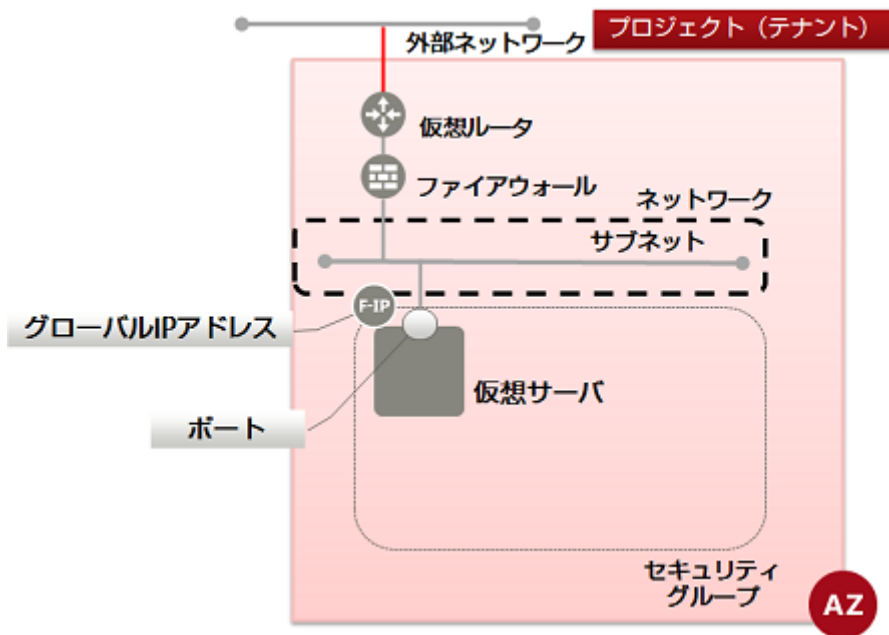 プロジェクト（テナント）
外部ネットワーク
仮想ルータ
ファイアウォール
ネットワーク
サブネット
F-IP
グローバルIPアドレス
仮想サーバ
ポート
セキュリティ
グループ
AZ